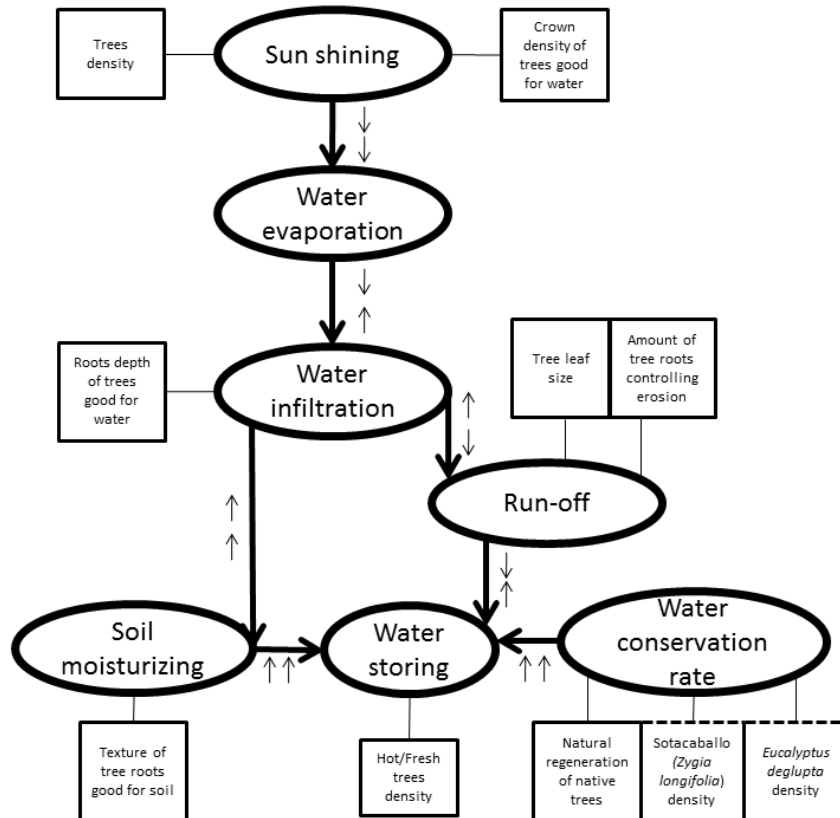 Trees
density
Sun shining
Crown
density of
trees good
for water
Water
evaporation
Roots depth
of trees
good for
water
Water
infiltration
Tree leaf
size
Amount of
tree roots
controlling
erosion
Run-off
Soil
moisturizing
Water
storing
Water
conservation
rate
Texture of
tree roots
good for soil
Hot/Fresh
trees
density
Natural
regeneration
of native
trees
Sotacaballo
(Zygia
longifolia)
density
Eucalyptus
deglupta
density